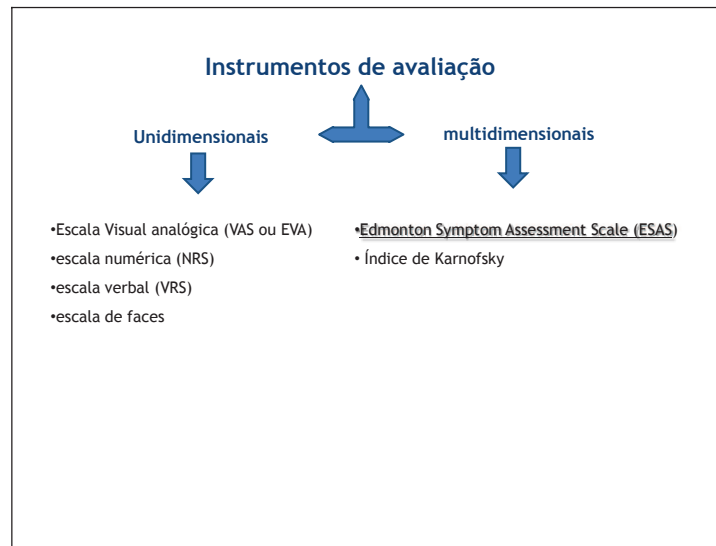 Instrumentos de avaliação
Unidimensionais
multidimensionais
•Escala Visual analógica (VAS ou EVA)
•escala numérica (NRS)
•escala verbal (VRS)
•escala de faces
•Edmonton Symptom Assessment Scale (ESAS)
• Índice de Karnofsky